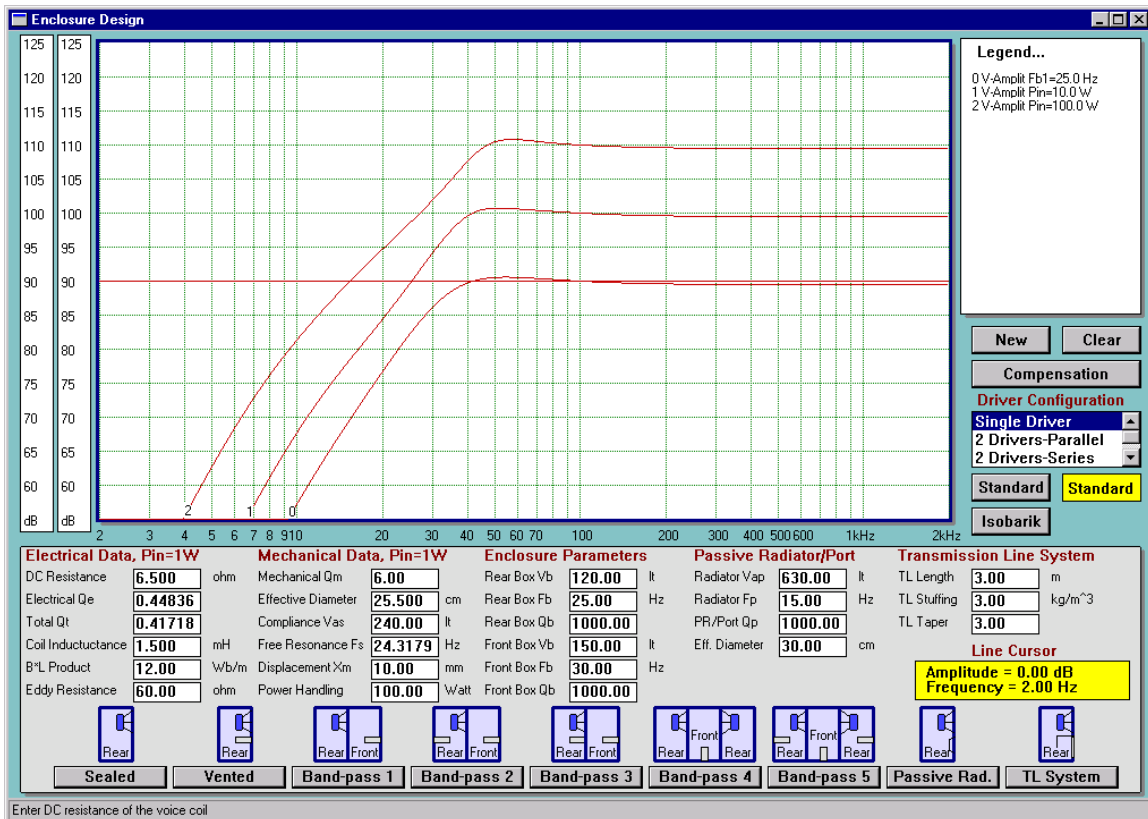 Enclosure Design
125 125
120 120
115 115
110 110
105 105
100 100
95 95
90 90
85 85
80 80
75 75
70 70
65 65
60 60
dB dB
2 1 0
2 3 4 5 6 7 8 910 20 30 40 50 60 70 100 200 300 400 500600 1kHz 2kHz
Legend...
0 V-Amplit Fb1=25.0 Hz
1 V-Amplit Pin=10.0 W
2 V-Amplit Pin=100.0 W
New Clear
Compensation
Driver Configuration
Single Driver
2 Drivers-Parallel
2 Drivers-Series
Standard Standard
Isobarik
Electrical Data, Pin=1W
DC Resistance 6.500 ohm
Electrical Qe 0.44836
Total Qt 0.41718
Coil Inductuctance 1.500 mH
B*L Product 12.00 Wb/m
Eddy Resistance 60.00 ohm
Mechanical Data, Pin=1W
Mechanical Qm 6.00
Effective Diameter 25.500 cm
Compliance Vas 240.00 lt
Free Resonance Fs 24.3179 Hz
Displacement Xm 10.00 mm
Power Handling 100.00 Watt
Enclosure Parameters
Rear Box Vb 120.00 lt
Rear Box Fb 25.00 Hz
Rear Box Qb 1000.00
Front Box Vb 150.00 lt
Front Box Fb 30.00 Hz
Front Box Qb 1000.00
Passive Radiator/Port
Radiator Vap 630.00 lt
Radiator Fp 15.00 Hz
PR/Port Qp 1000.00
Eff. Diameter 30.00 cm
Transmission Line System
TL Length 3.00 m
TL Stuffing 3.00 kg/m^3
TL Taper 3.00
Line Cursor
Amplitude = 0.00 dB
Frequency = 2.00 Hz
Rear
Rear
Rear Front
Rear Front
Rear Front
Rear Front Rear
Rear Front Rear
Rear
Rear
Sealed Vented Band-pass 1 Band-pass 2 Band-pass 3 Band-pass 4 Band-pass 5 Passive Rad. TL System
Enter DC resistance of the voice coil